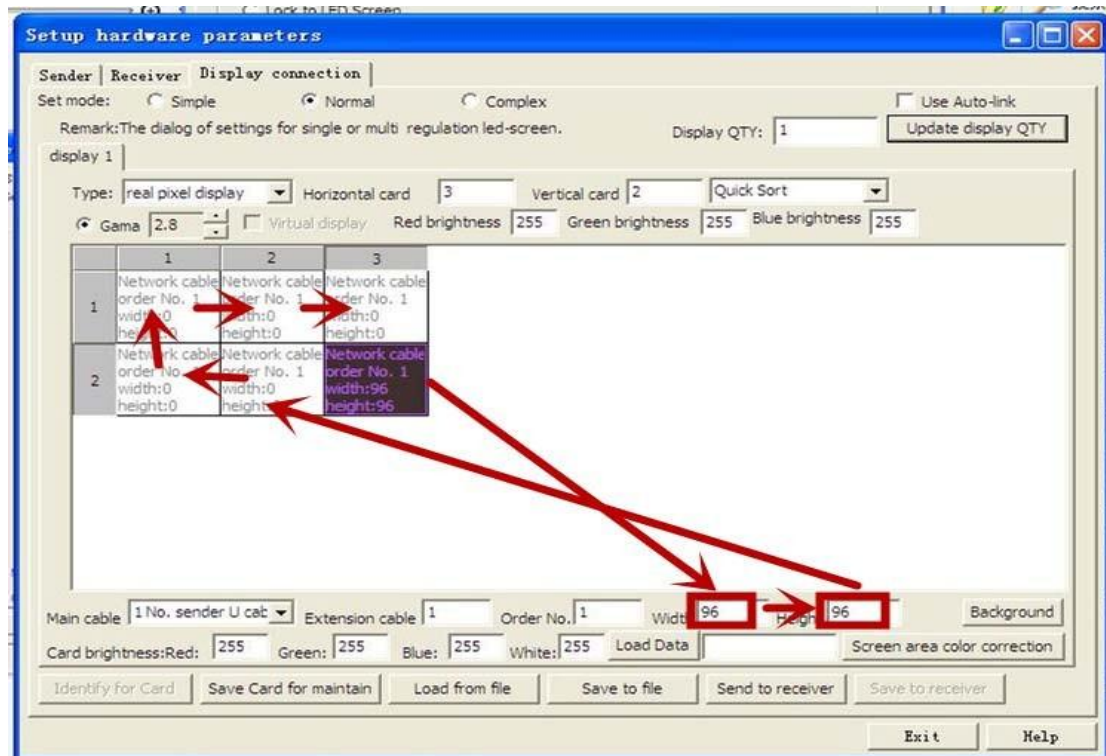 Lock to LED Screen
Setup hardware parameters
Sender Receiver Display connection
Set mode: Simple Normal Complex Use Auto-link
Remark:The dialog of settings for single or multi regulation led-screen. Display QTY: 1 Update display QTY
display 1
Type: real pixel display Horizontal card 3 Vertical card 2 Quick Sort
Gama 2.8 Virtual display Red brightness 255 Green brightness 255 Blue brightness 255
1 2 3
Network cable Network cable Network cable
1 order No. 1 order No. 1 order No. 1
width:0 width:0 width:0
height:0 height:0 height:0
Network cable Network cable Network cable
2 order No. order No. 1 order No. 1
width:0 width:0 width:96
height:0 height:0 height:96
Main cable 1 No. sender U cab Extension cable 1 Order No. 1 Width 96 Heigh 96 Background
Card brightness:Red: 255 Green: 255 Blue: 255 White: 255 Load Data Screen area color correction
Identify for Card Save Card for maintain Load from file Save to file Send to receiver Save to receiver
Exit Help